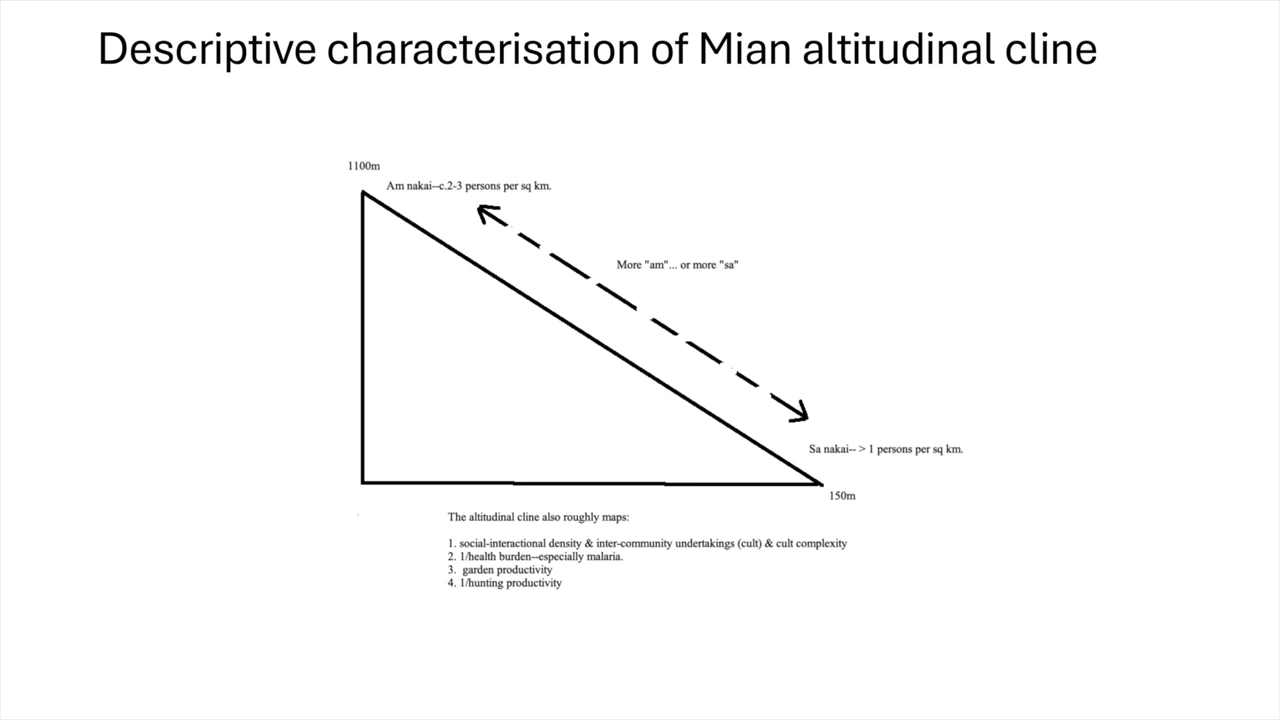 Descriptive characterisation of Mian altitudinal cline
1100m
Am nakai--c.2-3 persons per sq km.
More "am"... or more "sa"
Sa nakai-- > 1 persons per sq km.
150m
The altitudinal cline also roughly maps:
1. social-interactional density & inter-community undertakings (cult) & cult complexity
2. 1/health burden--especially malaria.
3. garden productivity
4. 1/hunting productivity